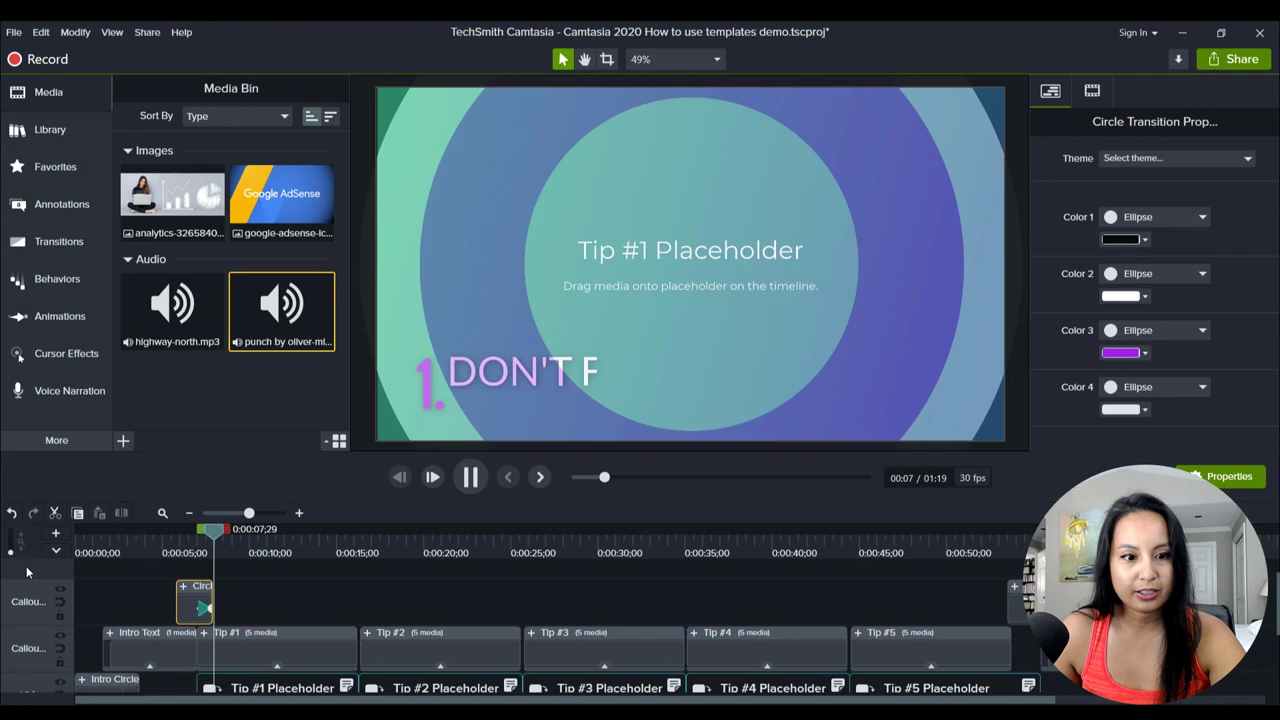 File Edit Modify View Share Help
TechSmith Camtasia - Camtasia 2020 How to use templates demo.tscproj*
Sign In
Record
49%
Share
Media
Library
Favorites
Annotations
Transitions
Behaviors
Animations
Cursor Effects
Voice Narration
More
Media Bin
Sort By Type
Images
analytics-3265840... google-adsense-lc...
Google AdSense
Audio
highway-north.mp3 punch by oliver-mi...
Tip #1 Placeholder
Drag media onto placeholder on the timeline.
1. DON'T F
Circle Transition Prop...
Theme Select theme...
Color 1 Ellipse
Color 2 Ellipse
Color 3 Ellipse
Color 4 Ellipse
00:07 / 01:19 30 fps
Properties
0:00:07;29
0:00:00;00 0:00:05;00 0:00:10;00 0:00:15;00 0:00:20;00 0:00:25;00 0:00:30;00 0:00:35;00 0:00:40;00 0:00:45;00 0:00:50;00
+ Circl
Callou...
+ Intro Text (1 media) + Tip #1 (5 media) + Tip #2 (5 media) + Tip #3 (5 media) + Tip #4 (5 media) + Tip #5 (5 media)
Callou...
+ Intro Circle
Tip #1 Placeholder Tip #2 Placeholder Tip #3 Placeholder Tip #4 Placeholder Tip #5 Placeholder